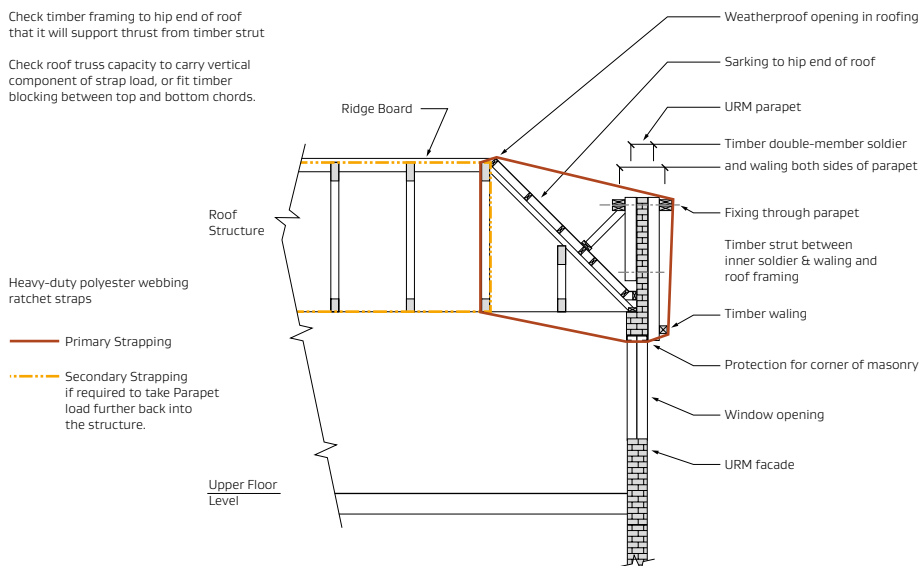 Check timber framing to hip end of roof
that it will support thrust from timber strut
Check roof truss capacity to carry vertical
component of strap load, or fit timber
blocking between top and bottom chords.
Ridge Board
Roof
Structure
Heavy-duty polyester webbing
ratchet straps
Primary Strapping
Secondary Strapping
if required to take Parapet
load further back into
the structure.
Upper Floor
Level
Weatherproof opening in roofing
Sarking to hip end of roof
URM parapet
Timber double-member soldier
and waling both sides of parapet
Fixing through parapet
Timber strut between
inner soldier & waling and
roof framing
Timber waling
Protection for corner of masonry
Window opening
URM facade